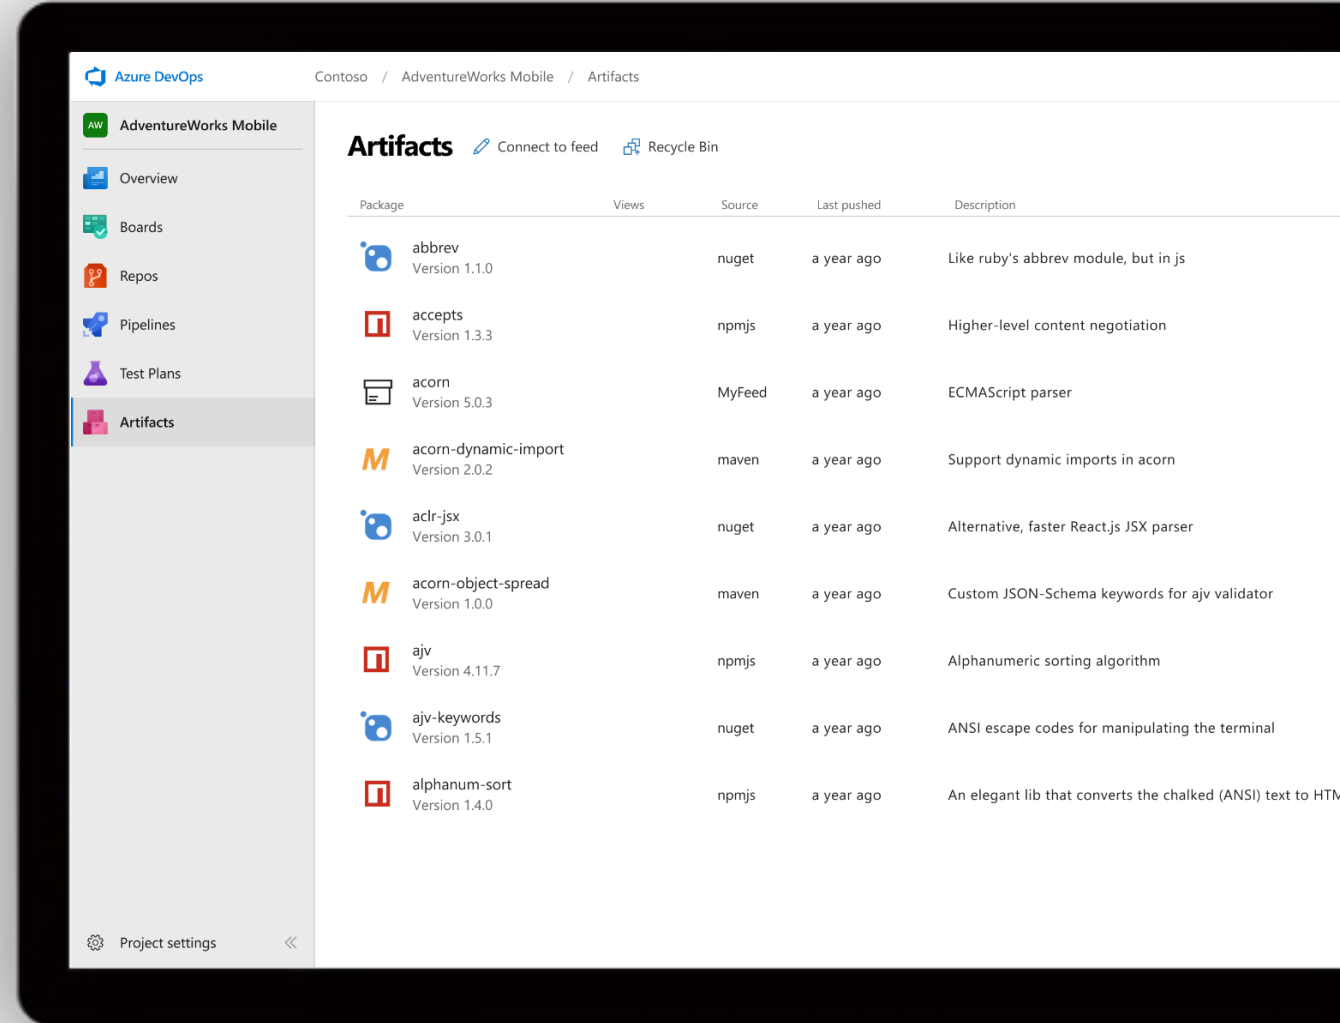 Azure DevOps
Contoso / AdventureWorks Mobile / Artifacts
AW AdventureWorks Mobile
Overview
Boards
Repos
Pipelines
Test Plans
Artifacts
Project settings
Artifacts Connect to feed Recycle Bin
Package Views Source Last pushed Description
abbrev
Version 1.1.0
nuget a year ago Like ruby's abbrev module, but in js
accepts
Version 1.3.3
npmjs a year ago Higher-level content negotiation
acorn
Version 5.0.3
MyFeed a year ago ECMAScript parser
acorn-dynamic-import
Version 2.0.2
maven a year ago Support dynamic imports in acorn
aclr-jsx
Version 3.0.1
nuget a year ago Alternative, faster React.js JSX parser
acorn-object-spread
Version 1.0.0
maven a year ago Custom JSON-Schema keywords for ajv validator
ajv
Version 4.11.7
npmjs a year ago Alphanumeric sorting algorithm
ajv-keywords
Version 1.5.1
nuget a year ago ANSI escape codes for manipulating the terminal
alphanum-sort
Version 1.4.0
npmjs a year ago An elegant lib that converts the chalked (ANSI) text to